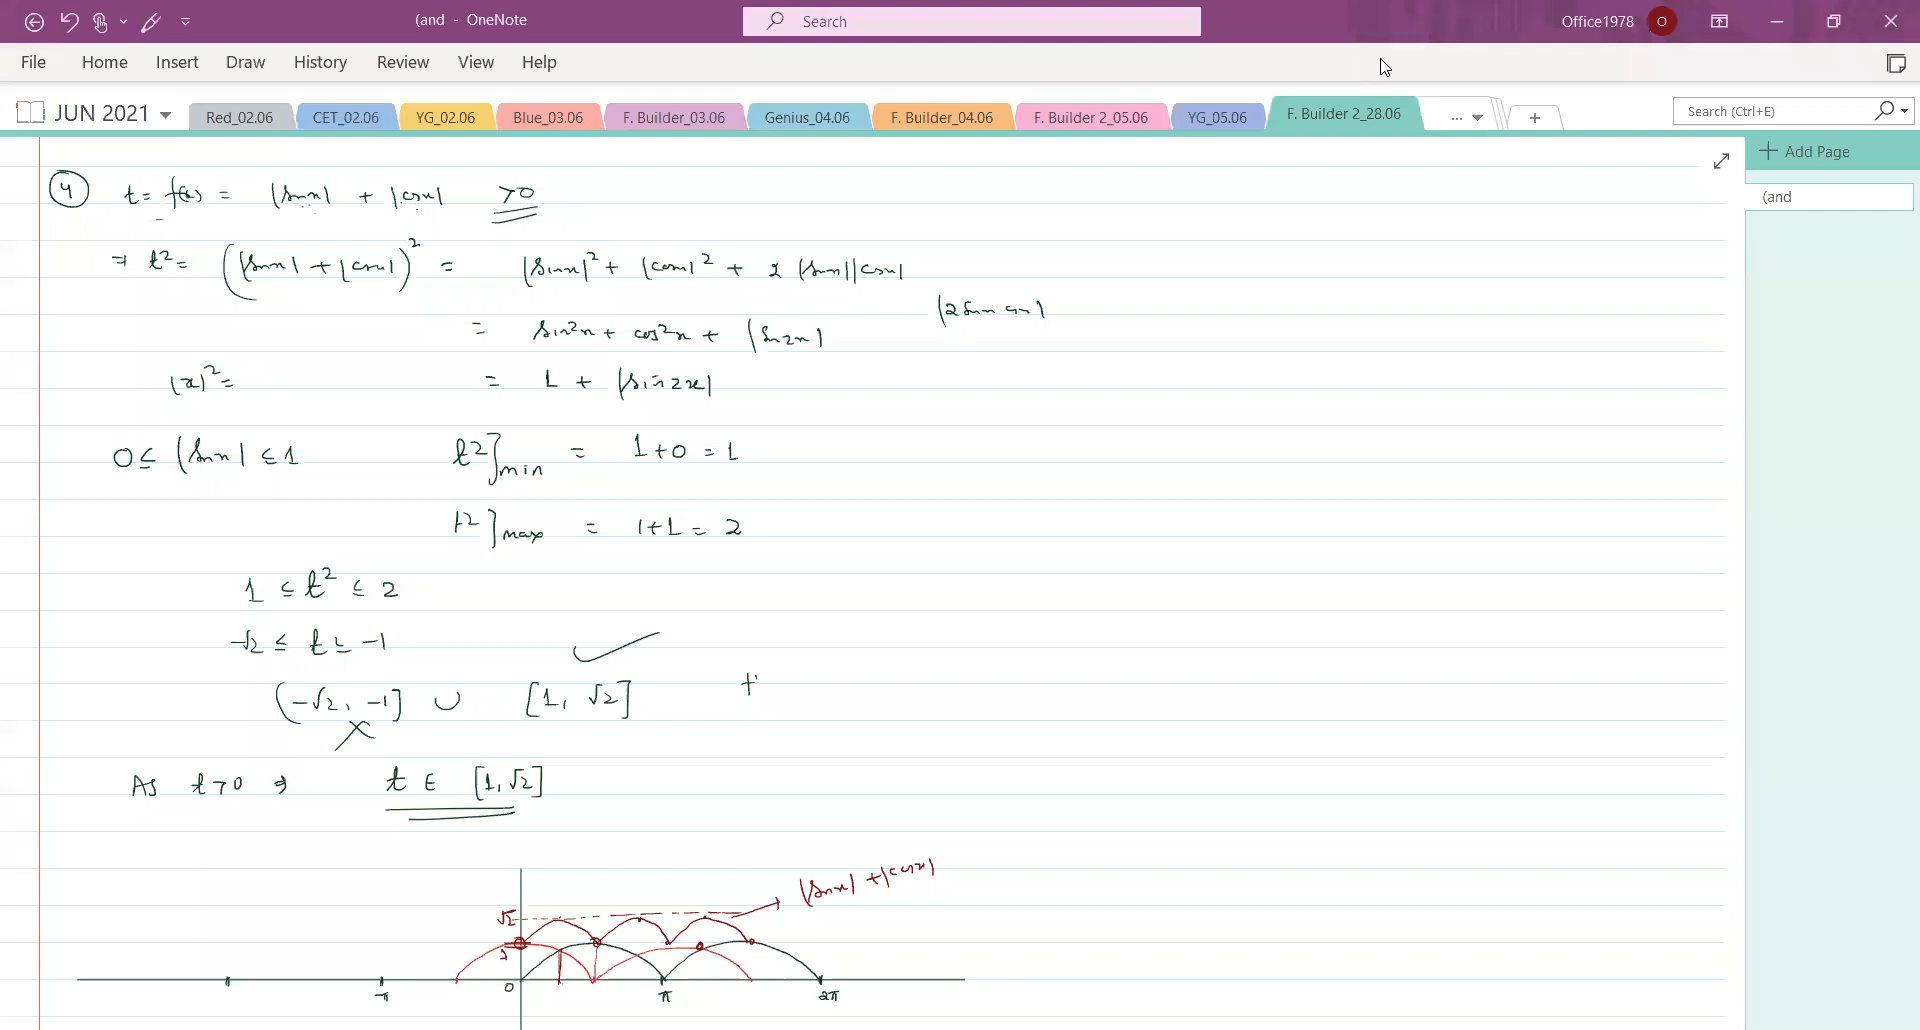 (and - OneNote
Search
Office1978
O
File Home Insert Draw History Review View Help
JUN 2021
Red_02.06 CET_02.06 YG_02.06 Blue_03.06 F. Builder_03.06 Genius_04.06 F. Builder_04.06 F. Builder 2_05.06 YG_05.06 F. Builder 2_28.06 ... +
Search (Ctrl+E)
Add Page
(and
④ t = f(x) = |sinx| + |cosx| >0
⇒ t² = (|sinx| + |cosx|)² = |sinx|² + |cosx|² + 2 |sinx||cosx|
|2sinx cosx|
= sin²x + cos²x + |sin2x|
|x|² = = 1 + |sin2x|
0 ≤ |sinx| ≤ 1 t²]min = 1+0 = 1
t²]max = 1+1 = 2
1 ≤ t² ≤ 2
-√2 ≤ t ≥ -1
(-√2, -1] ∪ [1, √2] +
As t>0 ⇒ t ∈ [1, √2]
|sinx| + |cosx|
√2
1
0 -π π 2π